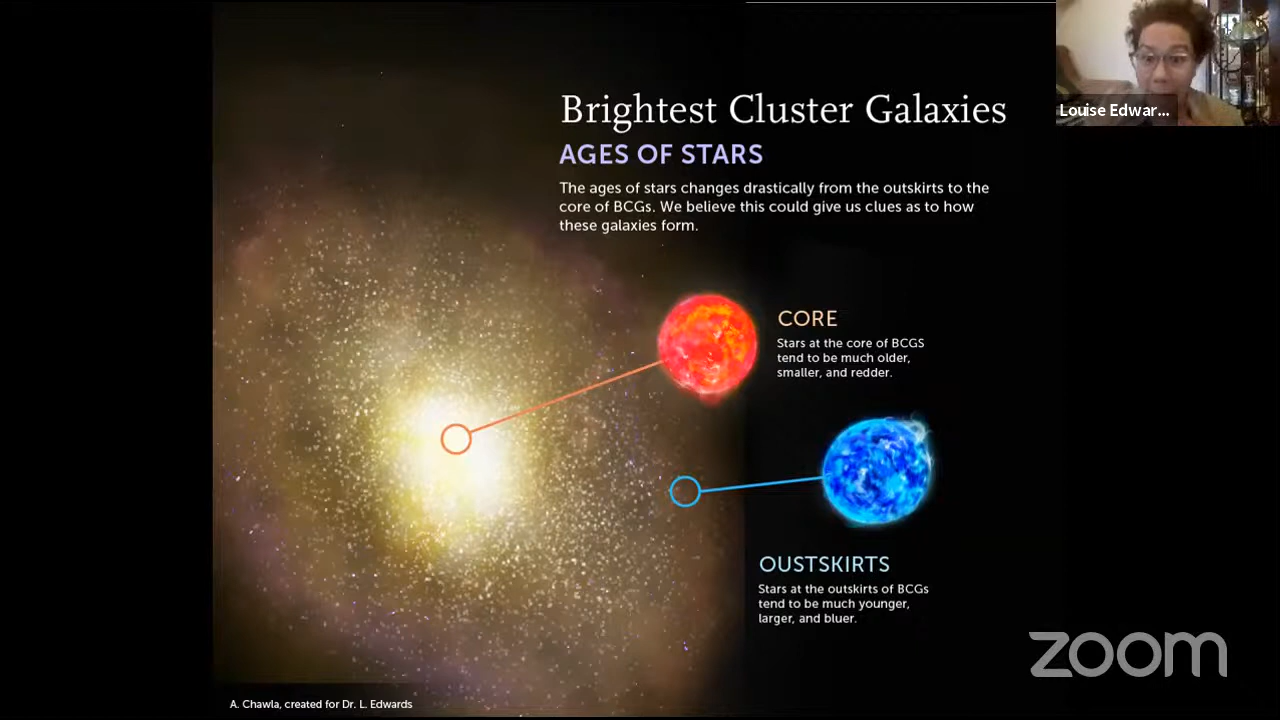 Brightest Cluster Galaxies
AGES OF STARS
The ages of stars changes drastically from the outskirts to the
core of BCGs. We believe this could give us clues as to how
these galaxies form.
CORE
Stars at the core of BCGS
tend to be much older,
smaller, and redder.
OUSTSKIRTS
Stars at the outskirts of BCGs
tend to be much younger,
larger, and bluer.
A. Chawla, created for Dr. L. Edwards
Louise Edwar...
zoom